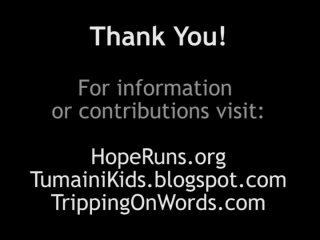 Thank You!
For information
or contributions visit:
HopeRuns.org
TumainiKids.blogspot.com
TrippingOnWords.com